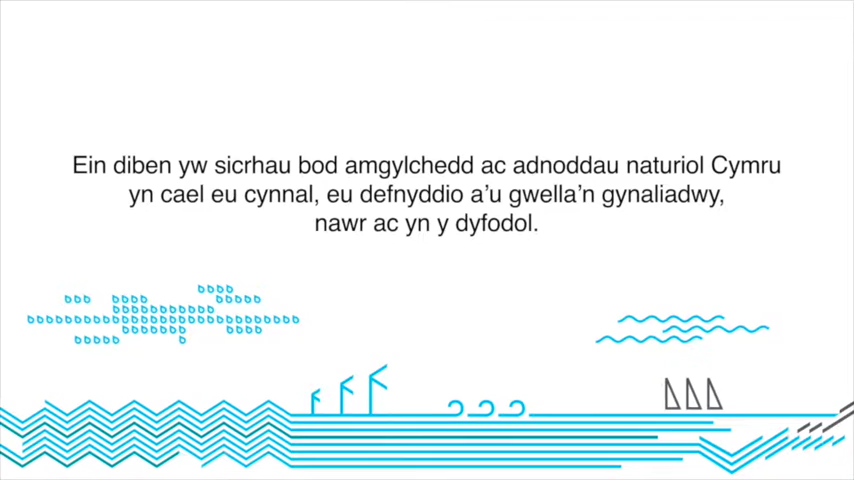 Ein diben yw sicrhau bod amgylchedd ac adnoddau naturiol Cymru
yn cael eu cynnal, eu defnyddio a’u gwella’n gynaliadwy,
nawr ac yn y dyfodol.